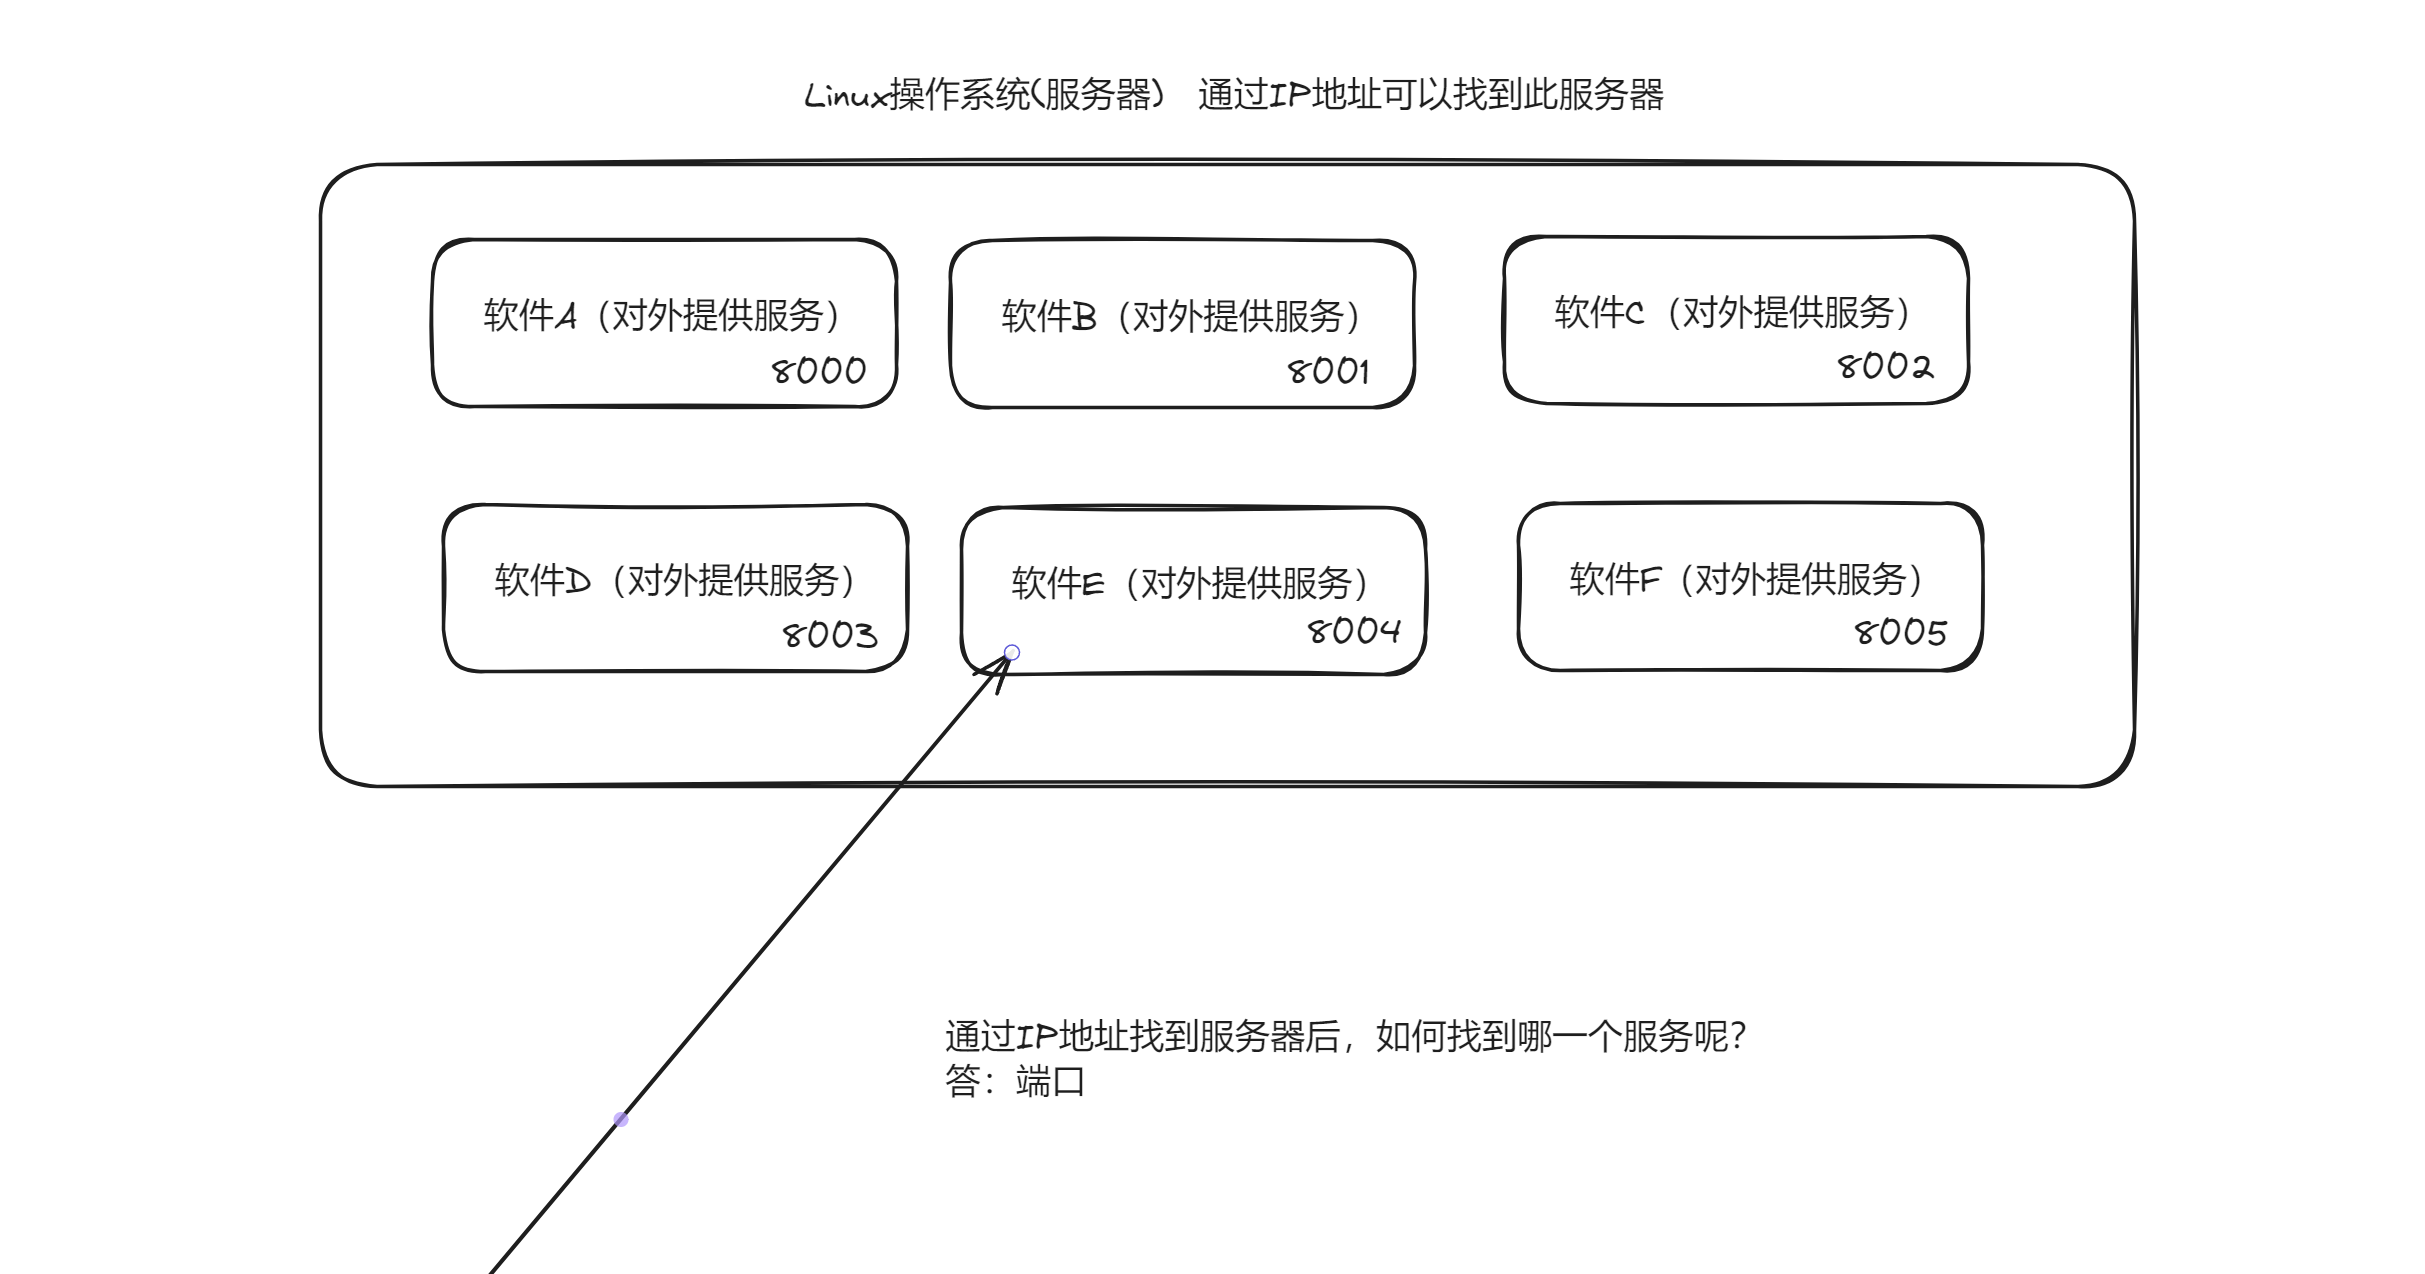 Linux操作系统(服务器)  通过IP地址可以找到此服务器
软件A（对外提供服务）
8000
软件B（对外提供服务）
8001
软件C（对外提供服务）
8002
软件D（对外提供服务）
8003
软件E（对外提供服务）
8004
软件F（对外提供服务）
8005
通过IP地址找到服务器后，如何找到哪一个服务呢？
答：端口